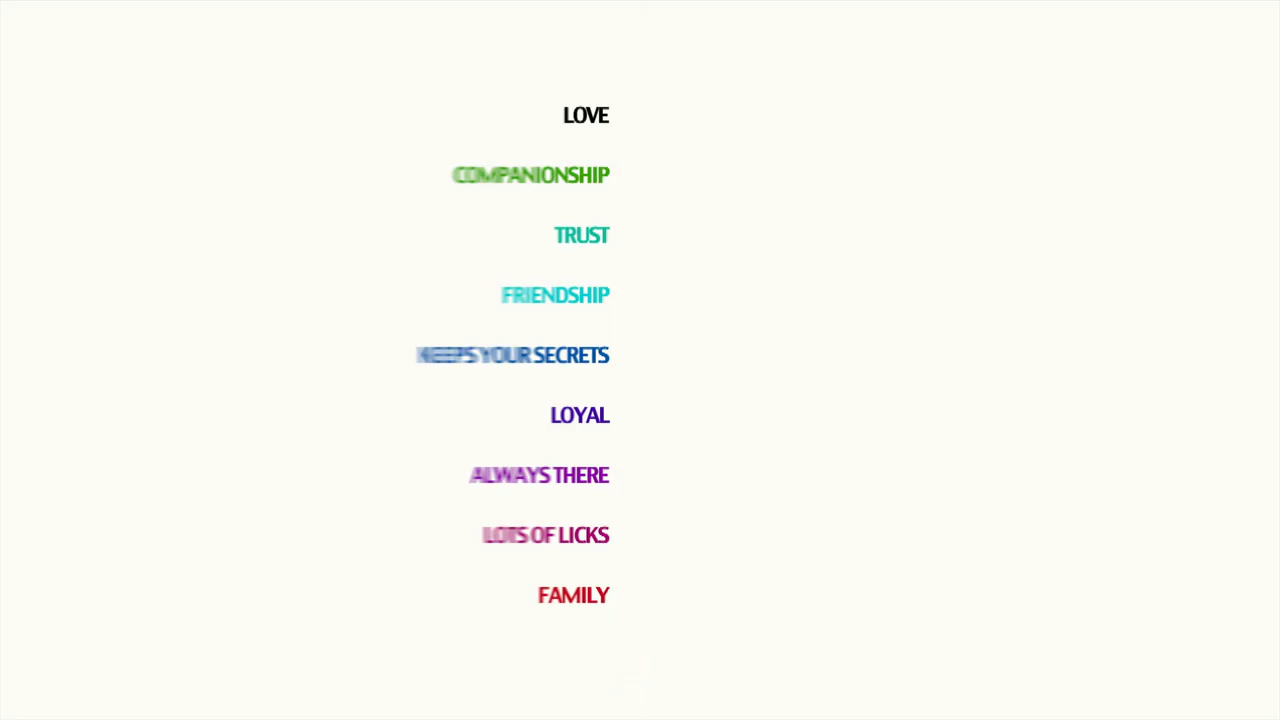 LOVE
COMPANIONSHIP
TRUST
FRIENDSHIP
KEEPS YOUR SECRETS
LOYAL
ALWAYS THERE
LOTS OF LICKS
FAMILY